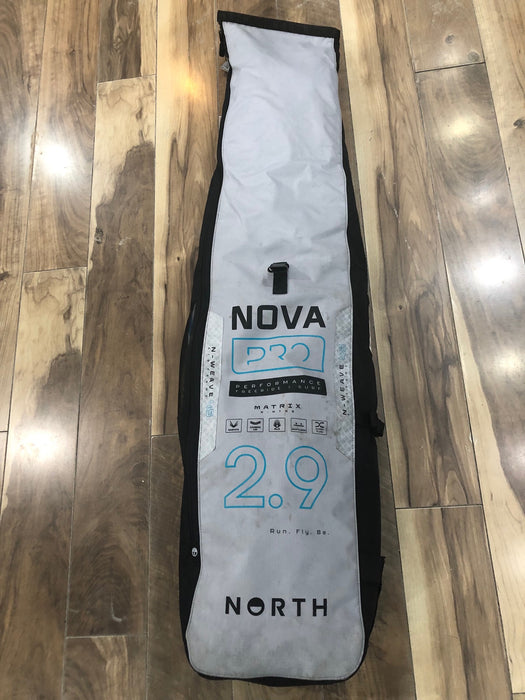 NOVA
PRO
PERFORMANCE
FREERIDE | SURF
MATRIX
N-WEAVE
N-WEAVE
2.9
Run. Fly. Be.
NORTH